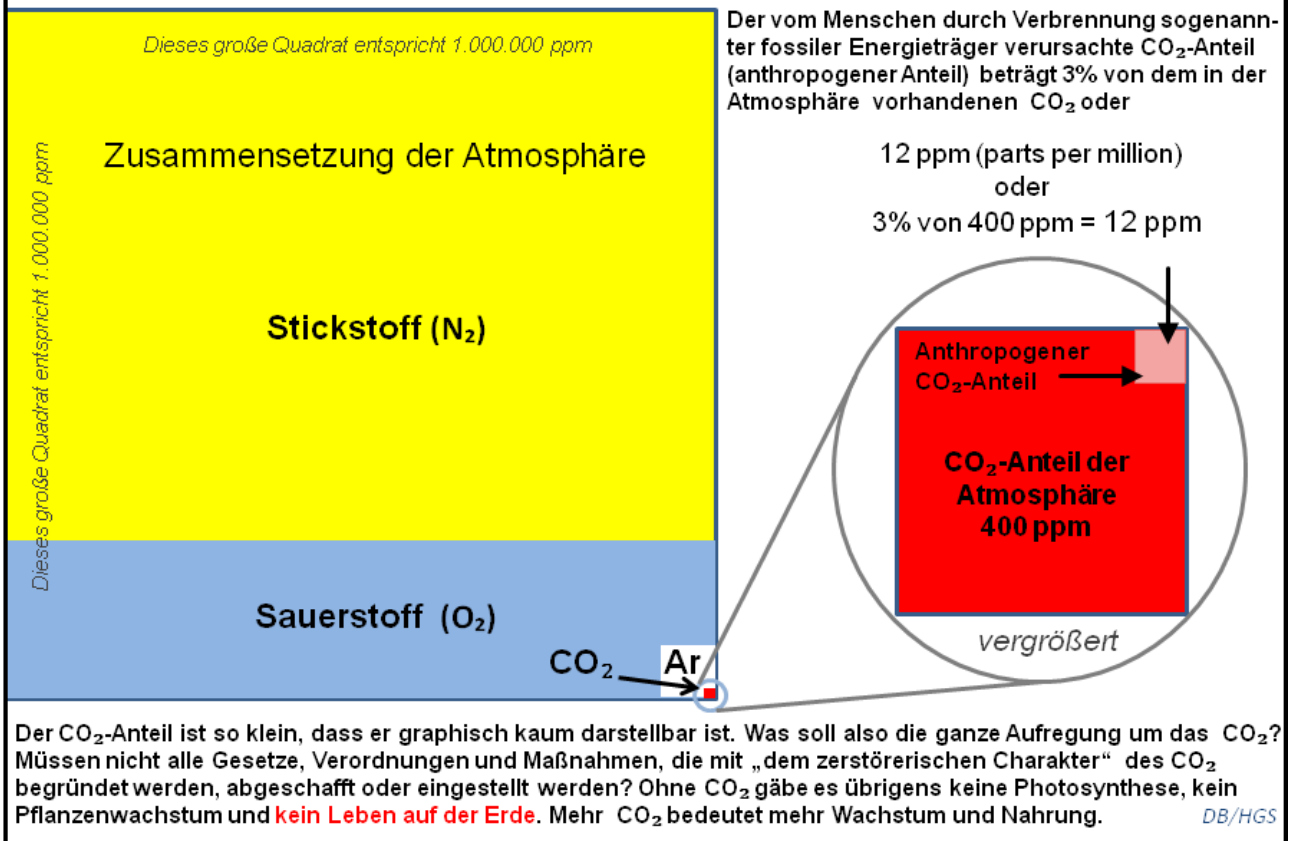 Dieses große Quadrat entspricht 1.000.000 ppm
Dieses große Quadrat entspricht 1.000.000 ppm
Zusammensetzung der Atmosphäre
Stickstoff (N₂)
Sauerstoff (O₂)
CO₂
Ar
Der vom Menschen durch Verbrennung sogenann-
ter fossiler Energieträger verursachte CO₂-Anteil
(anthropogener Anteil) beträgt 3% von dem in der
Atmosphäre vorhandenen CO₂ oder
12 ppm (parts per million)
oder
3% von 400 ppm = 12 ppm
Anthropogener
CO₂-Anteil
CO₂-Anteil der
Atmosphäre
400 ppm
vergrößert
Der CO₂-Anteil ist so klein, dass er graphisch kaum darstellbar ist. Was soll also die ganze Aufregung um das CO₂?
Müssen nicht alle Gesetze, Verordnungen und Maßnahmen, die mit „dem zerstörerischen Charakter“ des CO₂
begründet werden, abgeschafft oder eingestellt werden? Ohne CO₂ gäbe es übrigens keine Photosynthese, kein
Pflanzenwachstum und kein Leben auf der Erde. Mehr CO₂ bedeutet mehr Wachstum und Nahrung.
DB/HGS